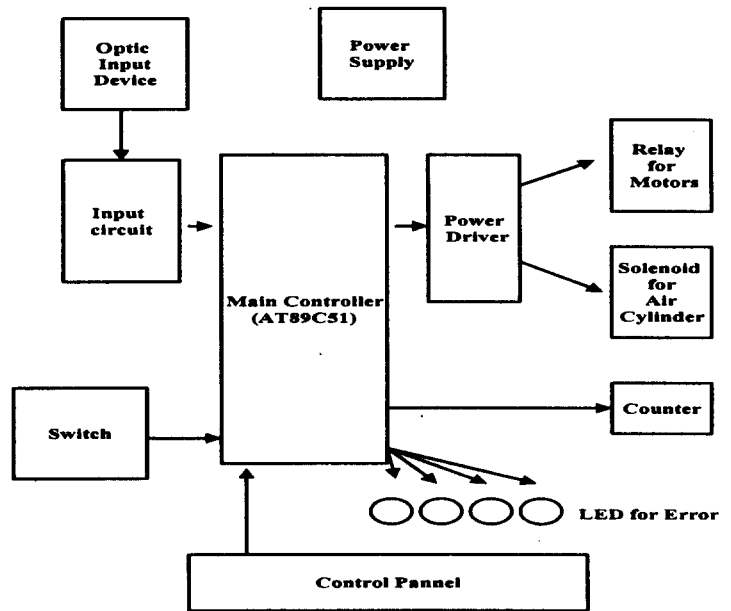 Optic
Input
Device
Power
Supply
Input
circuit
Main Controller
(AT89C51)
Power
Driver
Relay
for
Motors
Solenoid
for
Air
Cylinder
Switch
Counter
LED for Error
Control Pannel